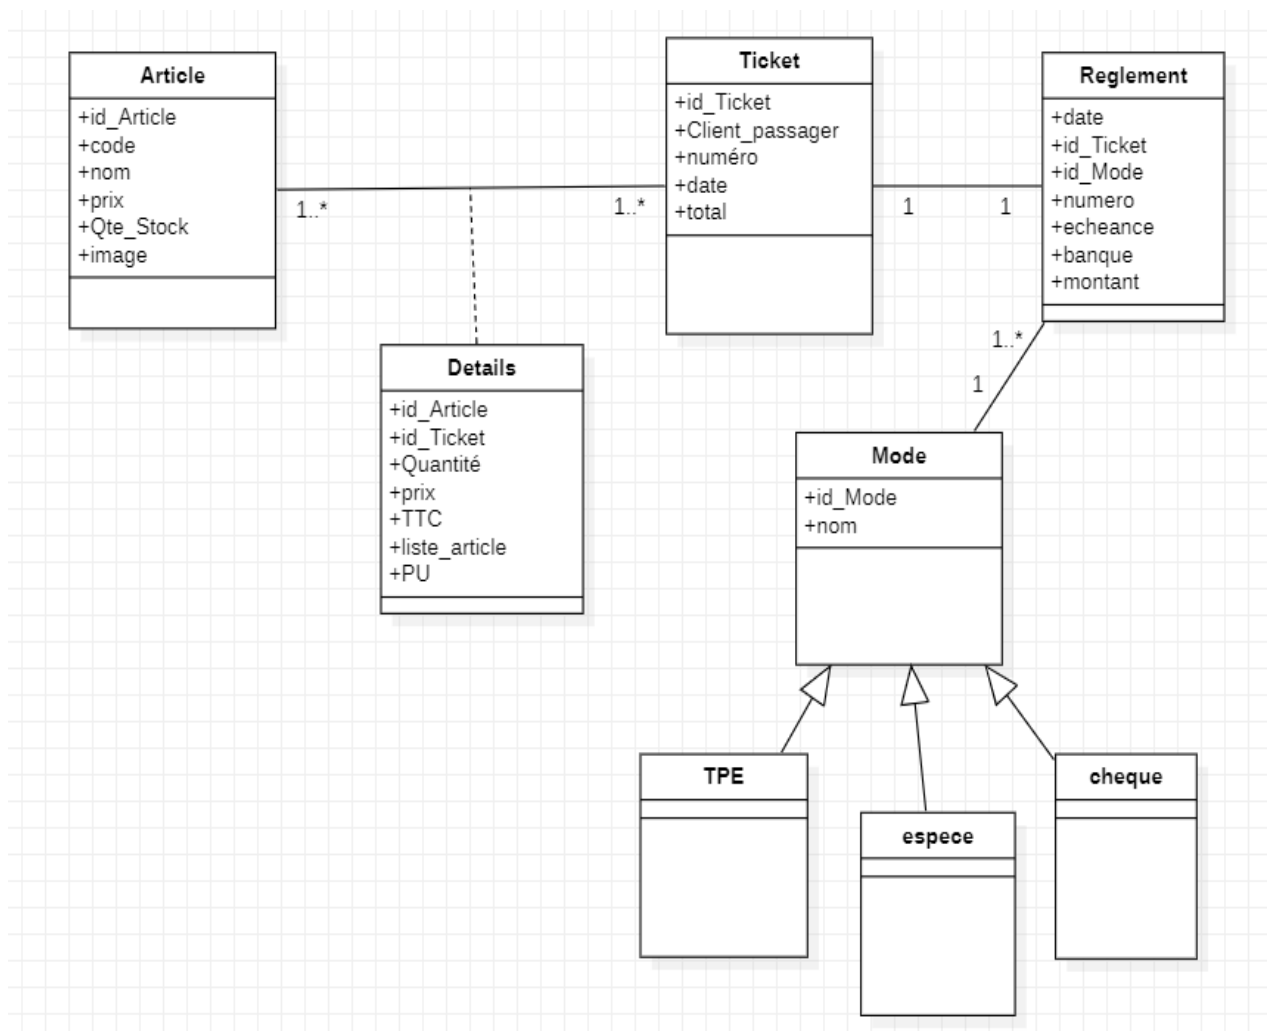 Article
+id_Article
+code
+nom
+prix
+Qte_Stock
+image
1..*
1..*
Ticket
+id_Ticket
+Client_passager
+numéro
+date
+total
1
1
Reglement
+date
+id_Ticket
+id_Mode
+numero
+echeance
+banque
+montant
1..*
1
Details
+id_Article
+id_Ticket
+Quantité
+prix
+TTC
+liste_article
+PU
Mode
+id_Mode
+nom
TPE
espece
cheque